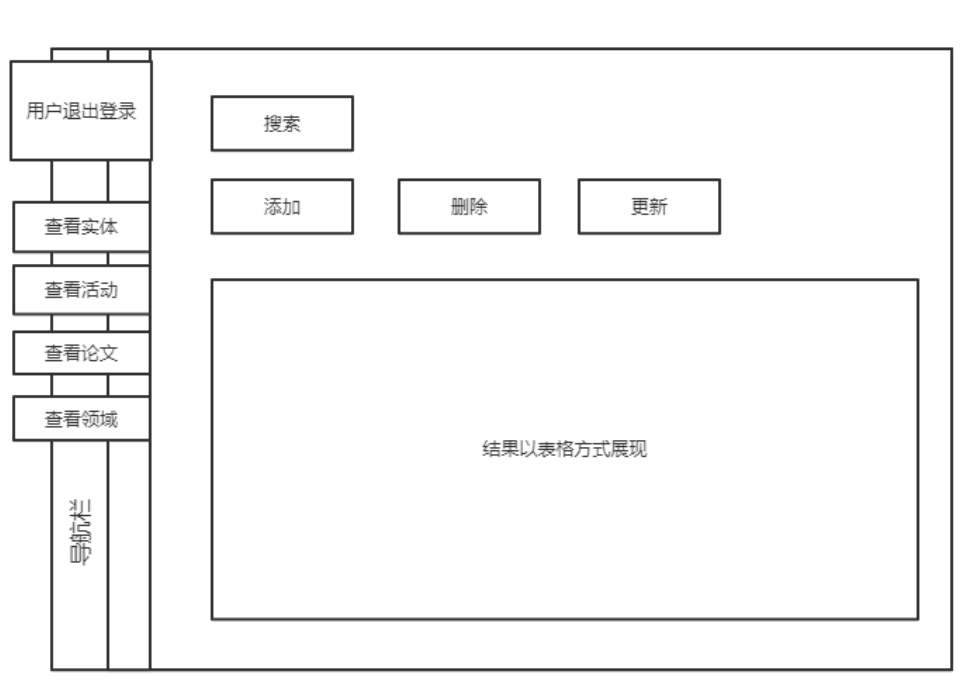 用户退出登录
搜索
添加
删除
更新
查看实体
查看活动
查看论文
查看领域
结果以表格方式展现
导航栏